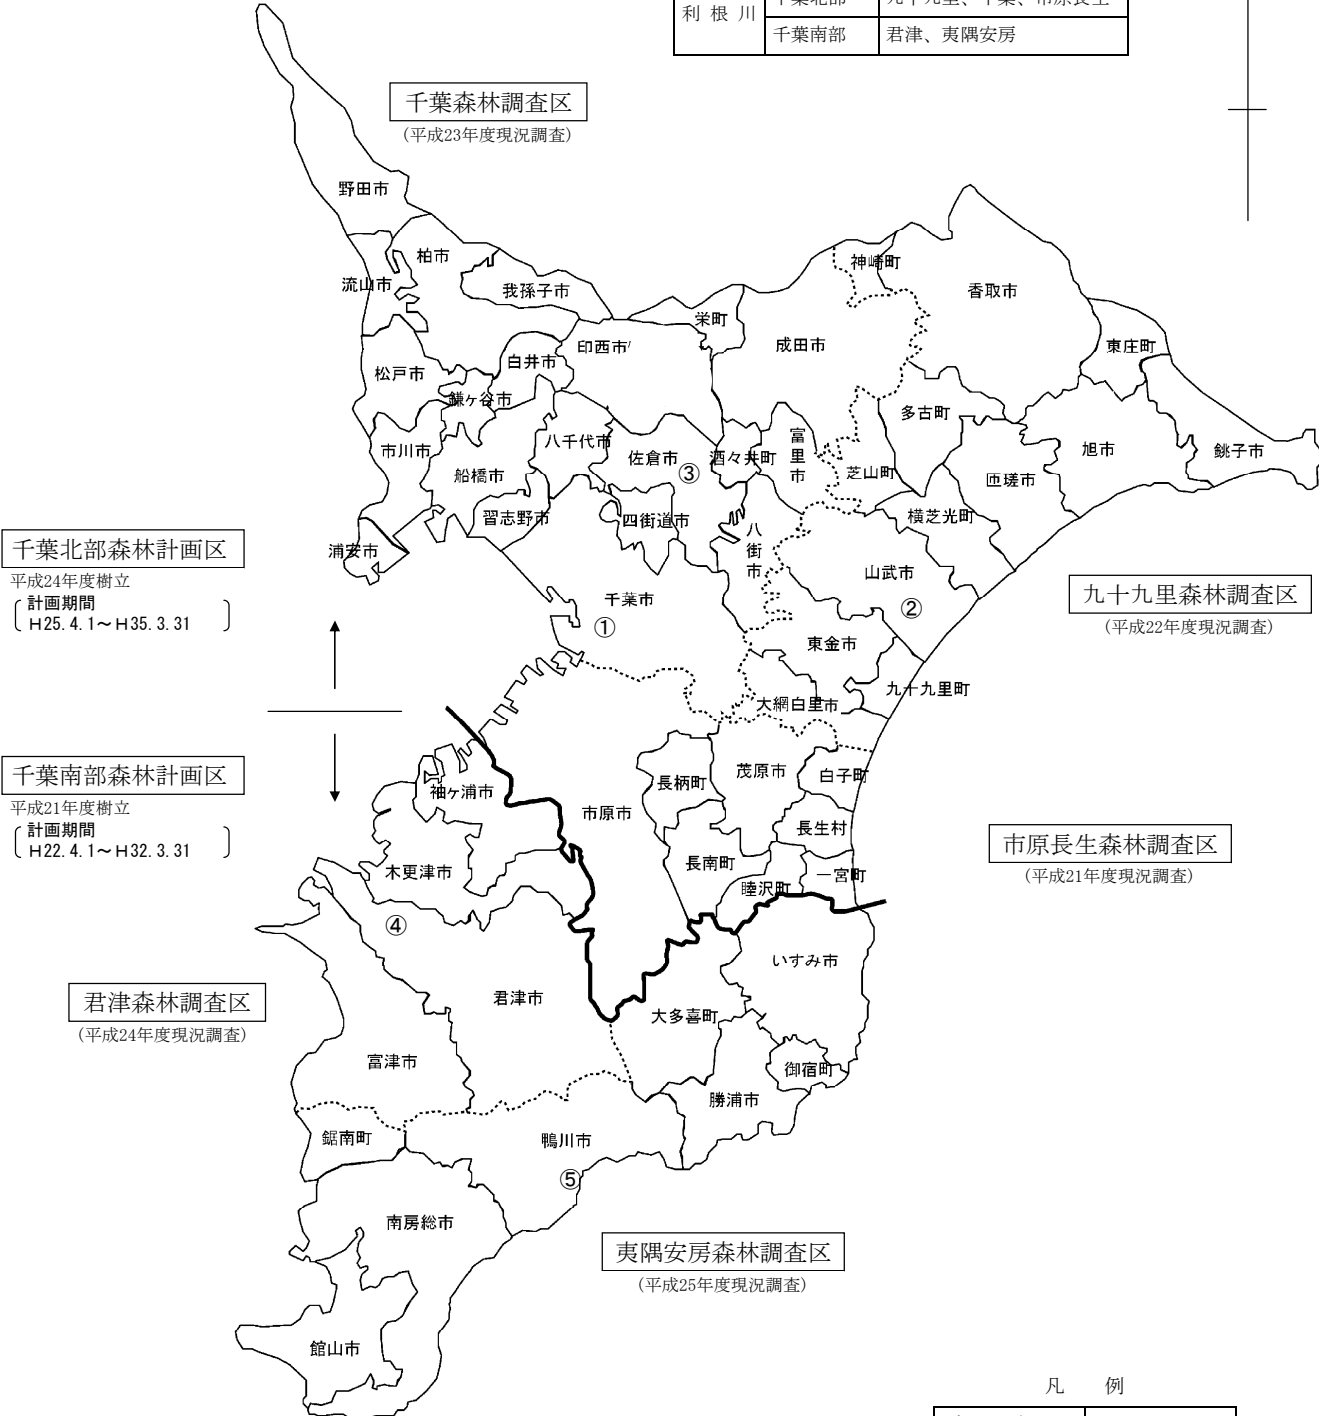 利根川
千葉南部 君津、夷隅安房
千葉森林調査区
(平成23年度現況調査)
野田市
柏市
流山市
我孫子市
神崎町
香取市
栄町
成田市
東庄町
印西市
白井市
松戸市
鎌ヶ谷市
多古町
八千代市
富里市
市川市
佐倉市
③
酒々井町
芝山町
旭市
銚子市
船橋市
匝瑳市
習志野市
四街道市
横芝光町
八街市
浦安市
山武市
②
千葉市
①
東金市
九十九里町
大網白里市
千葉北部森林計画区
平成24年度樹立
計画期間
H25.4.1～H35.3.31
九十九里森林調査区
(平成22年度現況調査)
千葉南部森林計画区
平成21年度樹立
計画期間
H22.4.1～H32.3.31
袖ヶ浦市
市原市
長柄町
茂原市
白子町
長生村
長南町
睦沢町
一宮町
木更津市
市原長生森林調査区
(平成21年度現況調査)
④
いすみ市
君津市
大多喜町
君津森林調査区
(平成24年度現況調査)
富津市
御宿町
勝浦市
鋸南町
鴨川市
⑤
南房総市
夷隅安房森林調査区
(平成25年度現況調査)
館山市
凡例